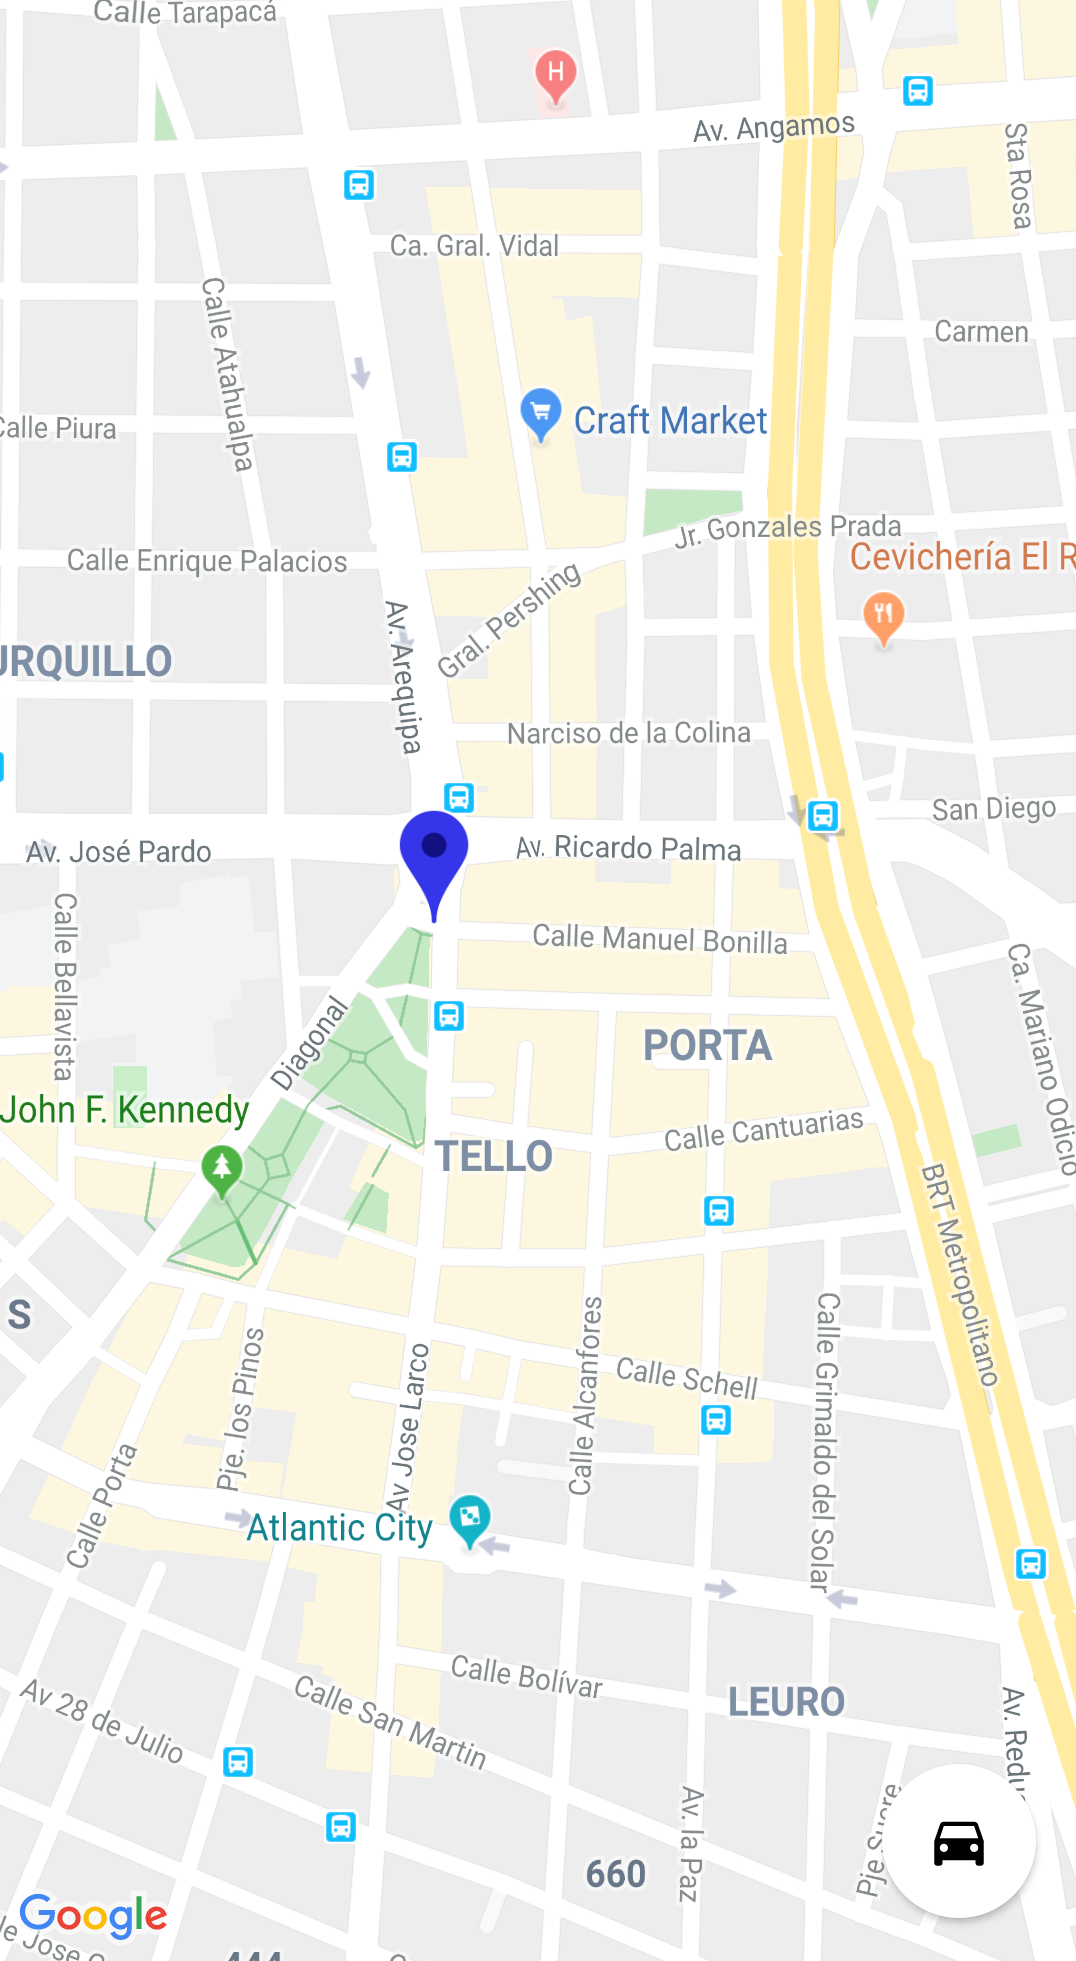 Calle Tarapacá
H
Av. Angamos
Sta Rosa
Ca. Gral. Vidal
Calle Atahualpa
Carmen
Calle Piura
Craft Market
Jr. Gonzales Prada
Calle Enrique Palacios
Cevichería El R
Gral. Pershing
Av. Arequipa
URQUILLO
Narciso de la Colina
San Diego
Av. José Pardo
Av. Ricardo Palma
Calle Bellavista
Calle Manuel Bonilla
Ca. Mariano Odicio
Diagonal
PORTA
John F. Kennedy
Calle Cantuarias
TELLO
BRT Metropolitano
S
Calle Grimaldo del Solar
Calle Alcanfores
Pje. los Pinos
Av Jose Larco
Calle Schell
Calle Porta
Atlantic City
Calle Bolívar
Calle San Martin
Av 28 de Julio
LEURO
Av. Redu
Av. la Paz
Pje Sucre
660
Google
le Jose
444